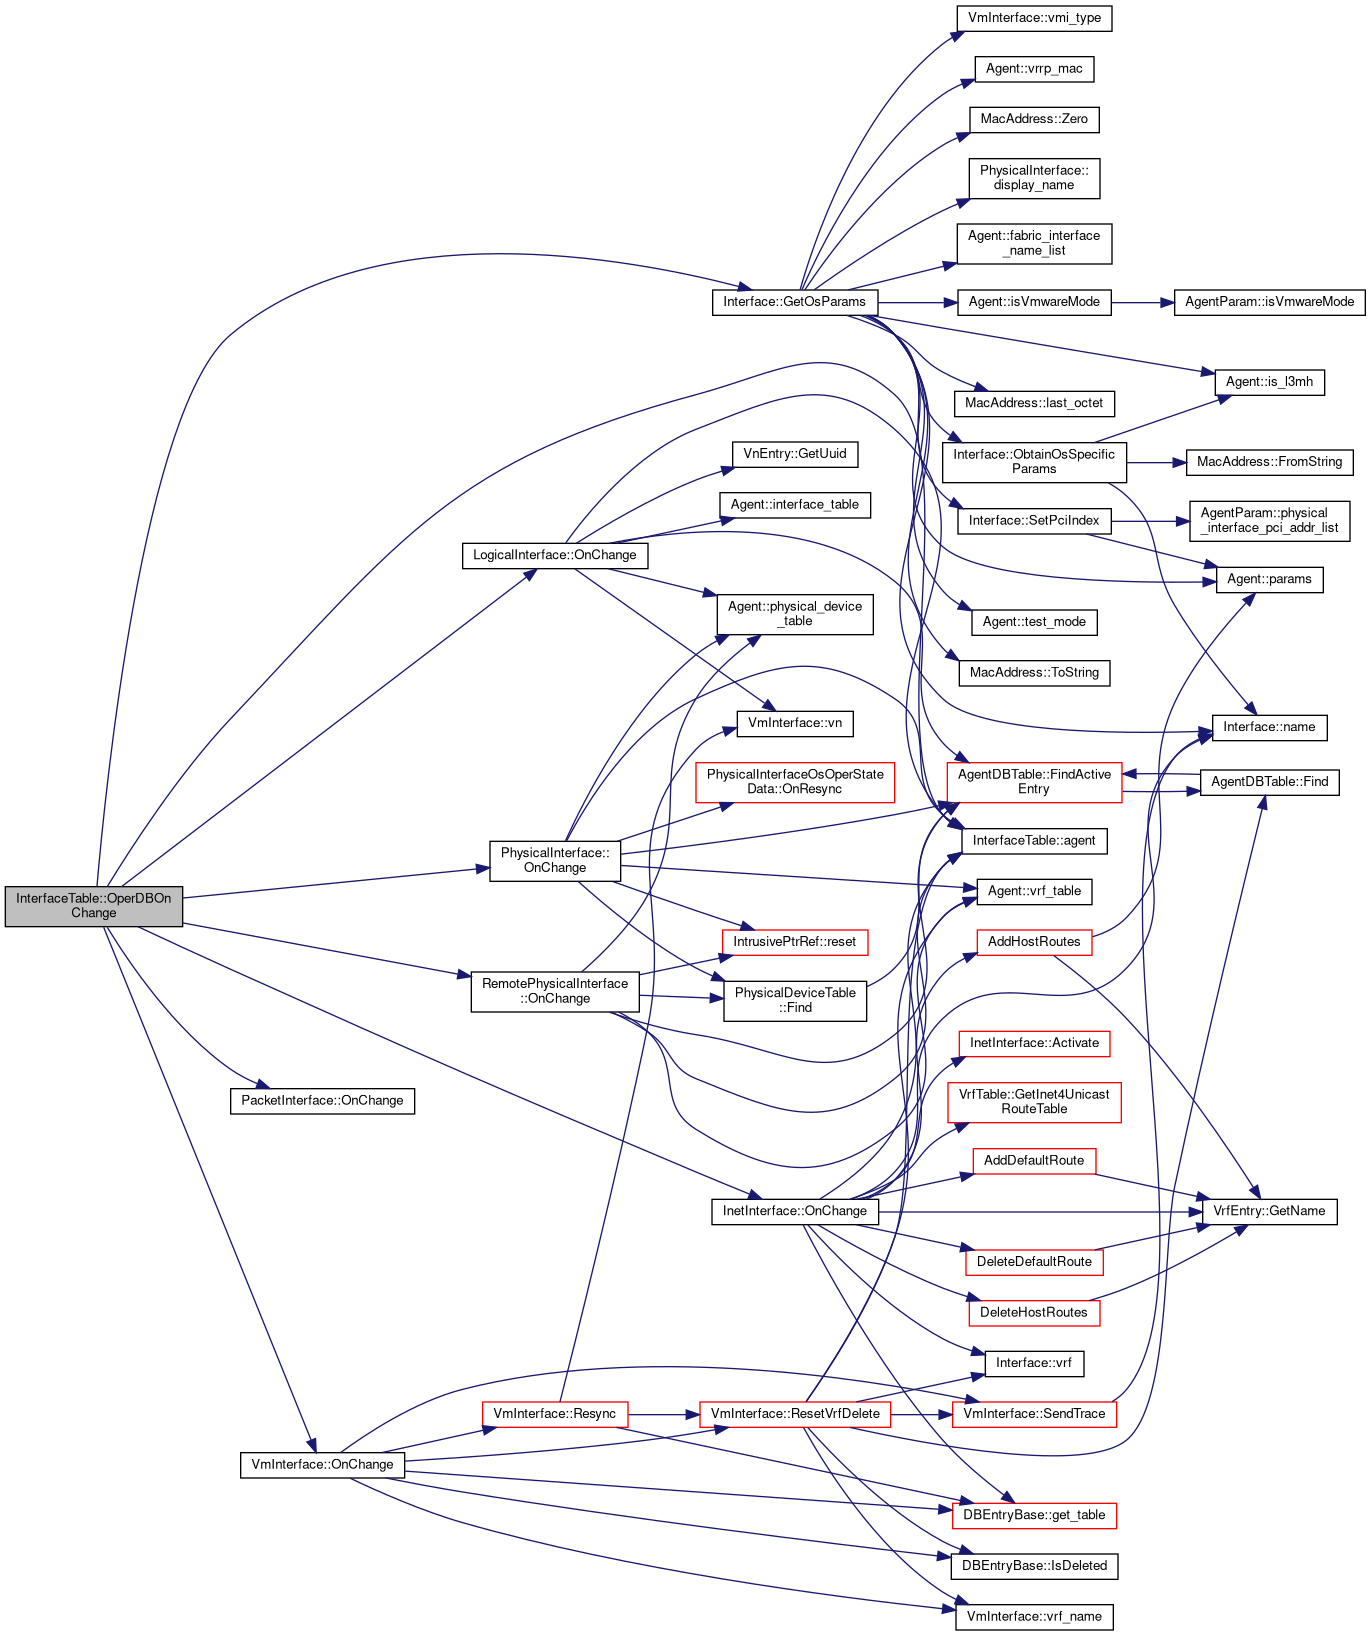 VmInterface::vmi_type
Agent::vrrp_mac
MacAddress::Zero
PhysicalInterface::
display_name
Agent::fabric_interface
_name_list
Interface::GetOsParams
Agent::isVmwareMode
AgentParam::isVmwareMode
Agent::is_l3mh
MacAddress::last_octet
VnEntry::GetUuid
Interface::ObtainOsSpecific
Params
MacAddress::FromString
Agent::interface_table
Interface::SetPciIndex
AgentParam::physical
_interface_pci_addr_list
LogicalInterface::OnChange
Agent::params
Agent::physical_device
_table
Agent::test_mode
MacAddress::ToString
VmInterface::vn
Interface::name
PhysicalInterfaceOsOperState
Data::OnResync
AgentDBTable::FindActive
Entry
AgentDBTable::Find
InterfaceTable::agent
PhysicalInterface::
OnChange
Agent::vrf_table
InterfaceTable::OperDBOn
Change
IntrusivePtrRef::reset
AddHostRoutes
RemotePhysicalInterface
::OnChange
PhysicalDeviceTable
::Find
InetInterface::Activate
PacketInterface::OnChange
VrfTable::GetInet4Unicast
RouteTable
AddDefaultRoute
InetInterface::OnChange
VrfEntry::GetName
DeleteDefaultRoute
DeleteHostRoutes
Interface::vrf
VmInterface::Resync
VmInterface::ResetVrfDelete
VmInterface::SendTrace
VmInterface::OnChange
DBEntryBase::get_table
DBEntryBase::IsDeleted
VmInterface::vrf_name